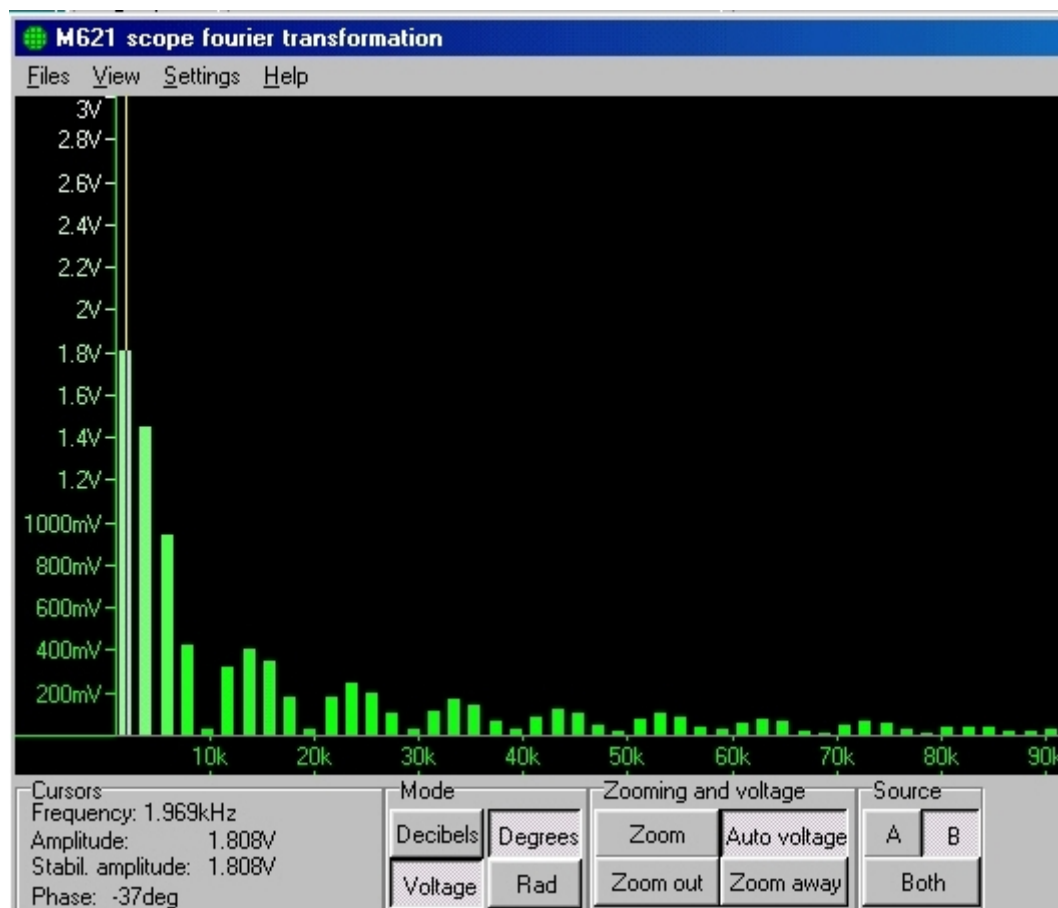 M621 scope fourier transformation
Files View Settings Help
3V
2.8V
2.6V
2.4V
2.2V
2V
1.8V
1.6V
1.4V
1.2V
1000mV
800mV
600mV
400mV
200mV
10k 20k 30k 40k 50k 60k 70k 80k 90k
Cursors
Frequency: 1.969kHz
Amplitude: 1.808V
Stabil. amplitude: 1.808V
Phase: -37deg
Mode
Decibels Degrees
Voltage Rad
Zooming and voltage
Zoom Auto voltage
Zoom out Zoom away
Source
A B
Both